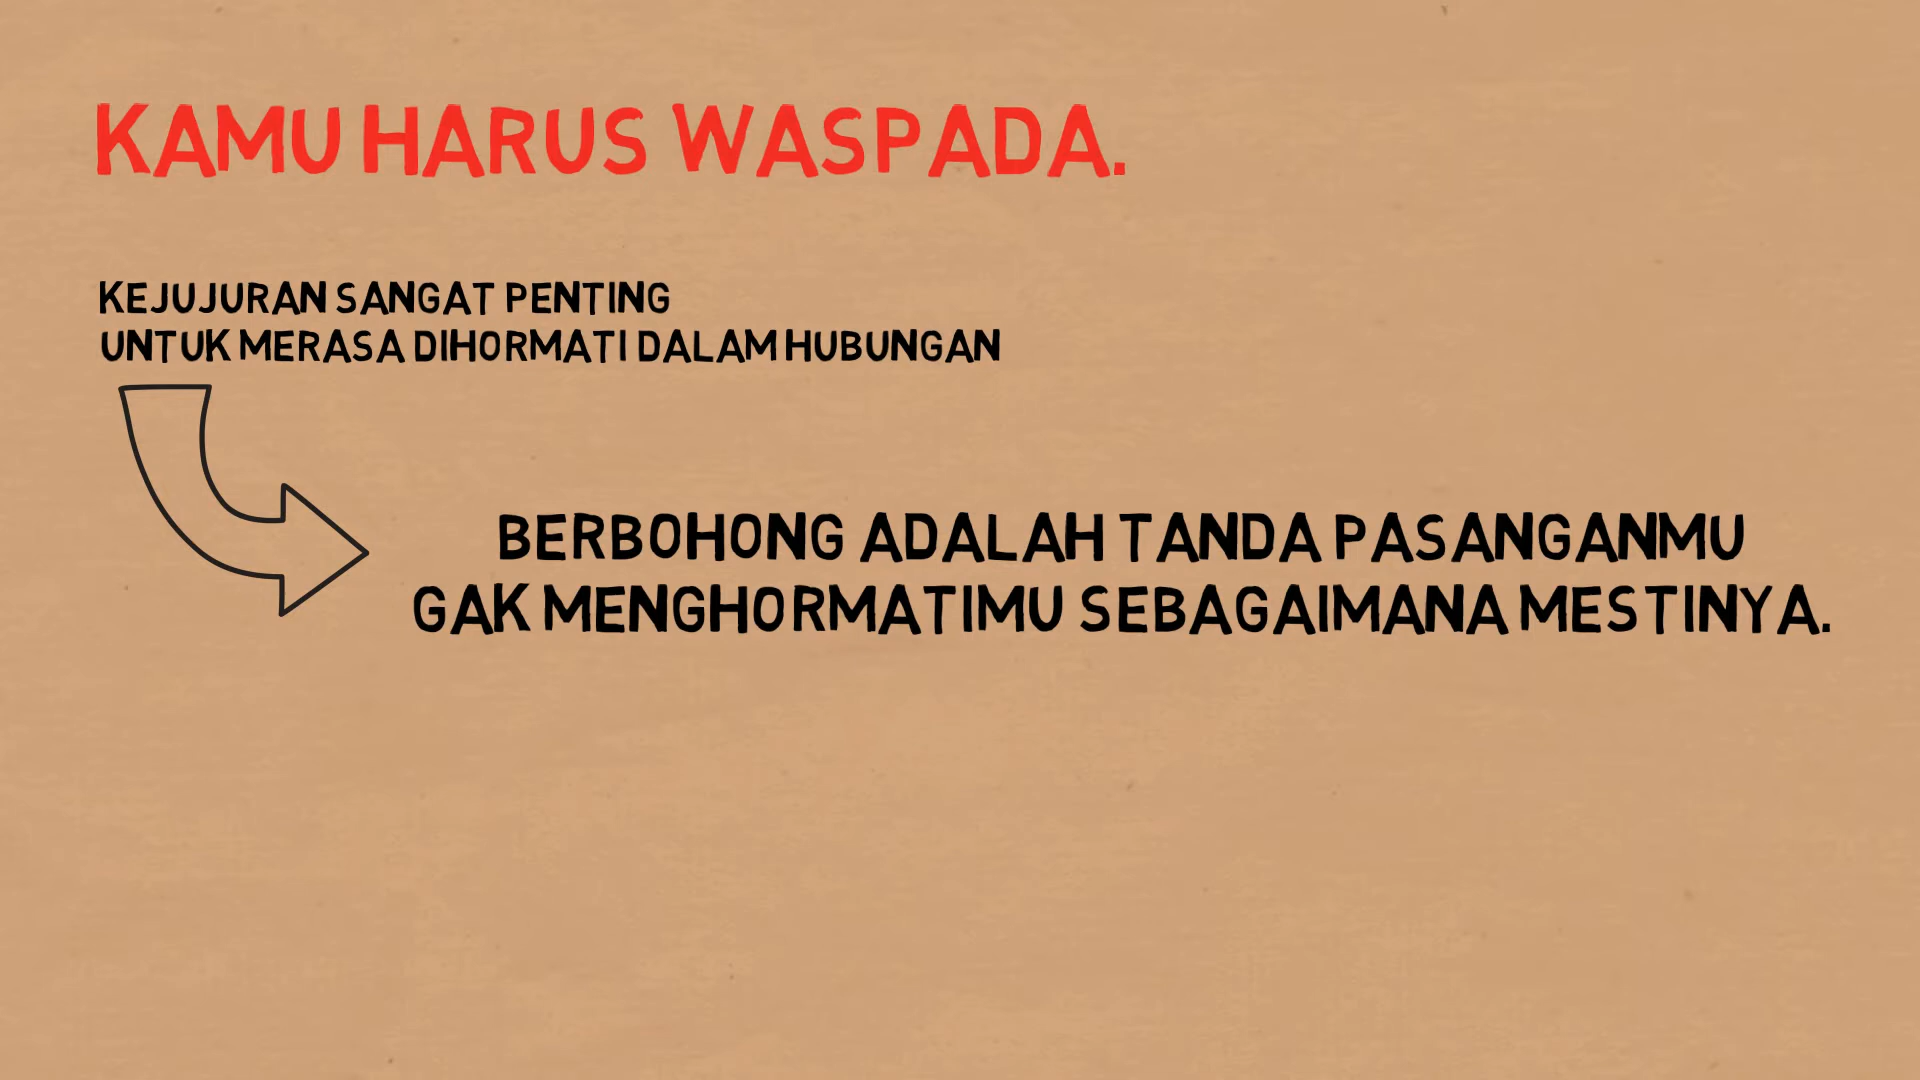 KAMU HARUS WASPADA.
KEJUJURAN SANGAT PENTING
UNTUK MERASA DIHORMATI DALAM HUBUNGAN
BERBOHONG ADALAH TANDA PASANGANMU
GAK MENGHORMATIMU SEBAGAIMANA MESTINYA.